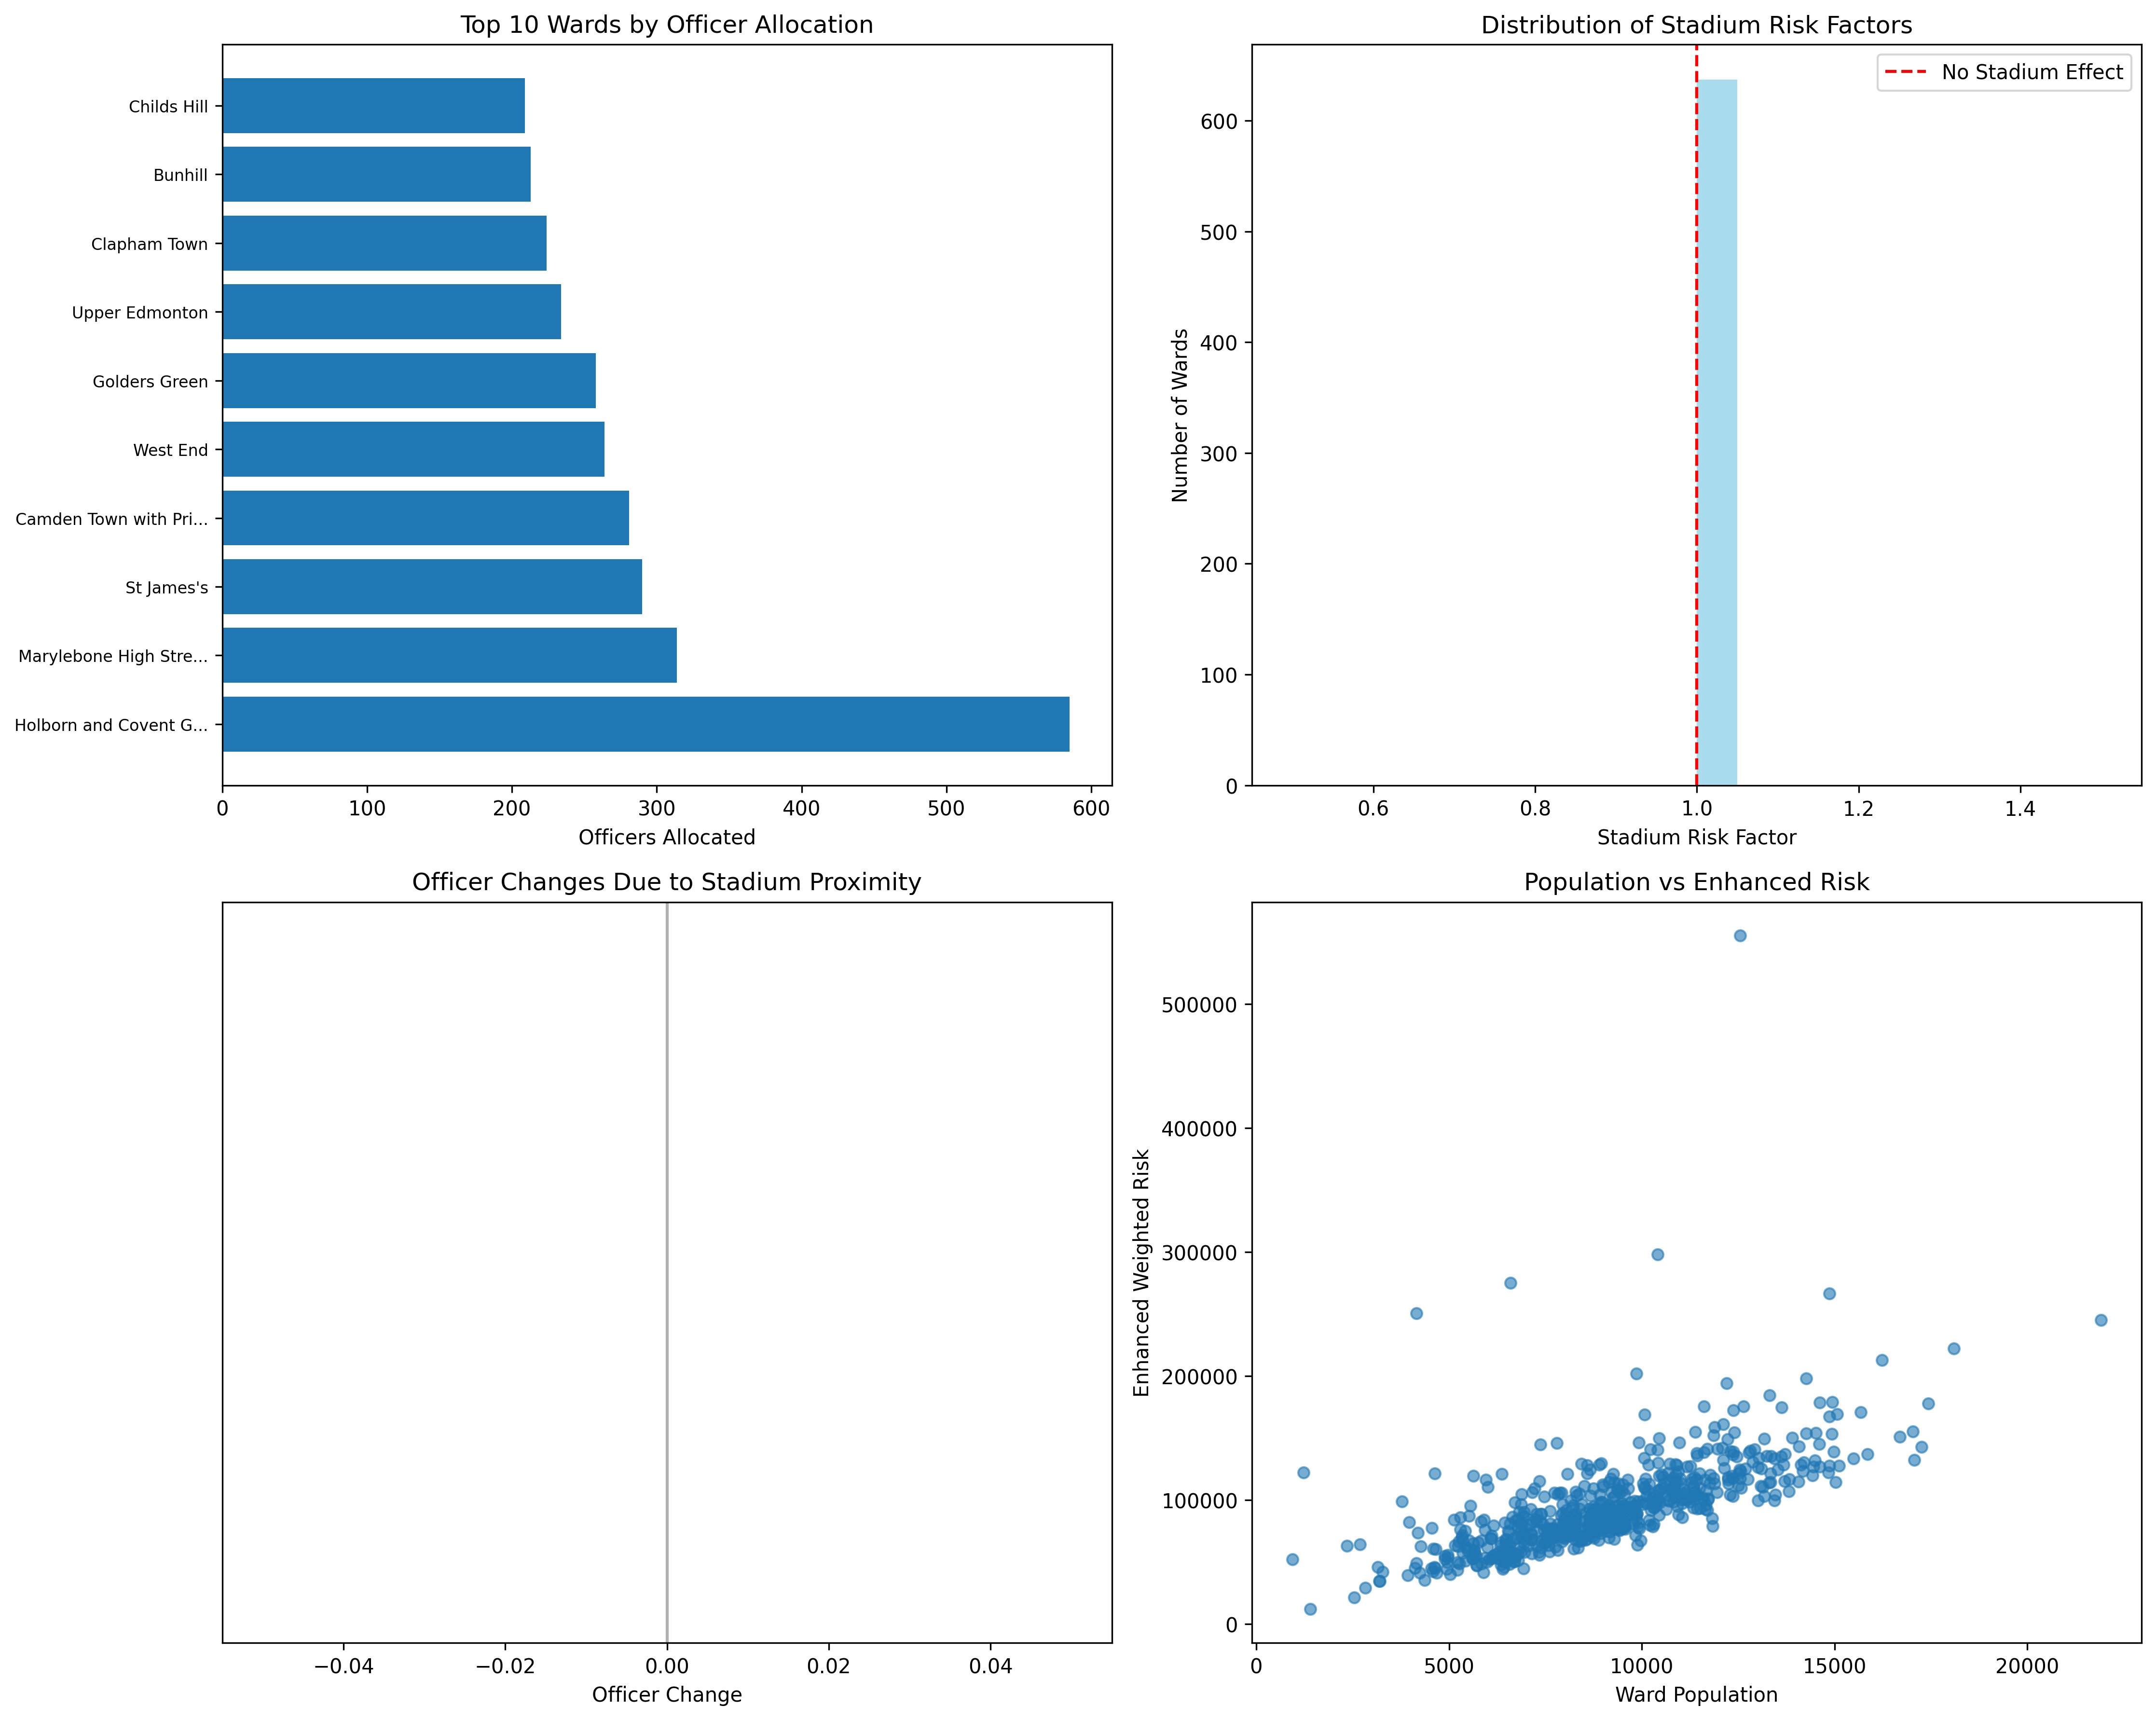 Top 10 Wards by Officer Allocation
Childs Hill
Bunhill
Clapham Town
Upper Edmonton
Golders Green
West End
Camden Town with Pri...
St James's
Marylebone High Stre...
Holborn and Covent G...
0 100 200 300 400 500 600
Officers Allocated
Distribution of Stadium Risk Factors
No Stadium Effect
600
500
400
300
200
100
0
Number of Wards
0.6 0.8 1.0 1.2 1.4
Stadium Risk Factor
Officer Changes Due to Stadium Proximity
−0.04 −0.02 0.00 0.02 0.04
Officer Change
Population vs Enhanced Risk
500000
400000
300000
200000
100000
0
Enhanced Weighted Risk
0 5000 10000 15000 20000
Ward Population